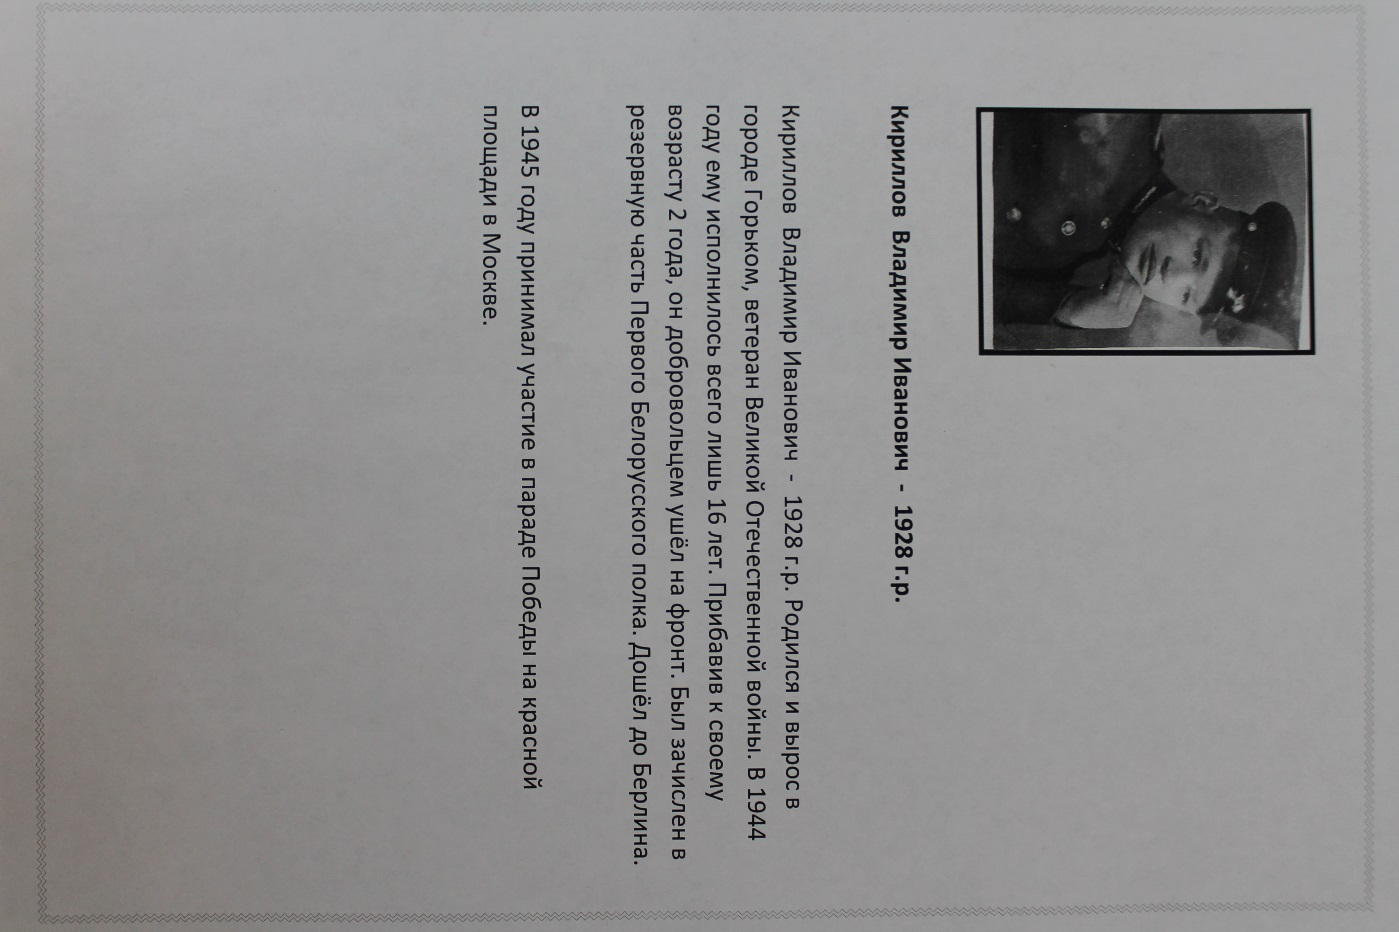 Кириллов Владимир Иванович - 1928 г.р.
Кириллов Владимир Иванович - 1928 г.р. Родился и вырос в
городе Горьком, ветеран Великой Отечественной войны. В 1944
году ему исполнилось всего лишь 16 лет. Прибавив к своему
возрасту 2 года, он добровольцем ушёл на фронт. Был зачислен в
резервную часть Первого Белорусского полка. Дошёл до Берлина.
В 1945 году принимал участие в параде Победы на красной
площади в Москве.